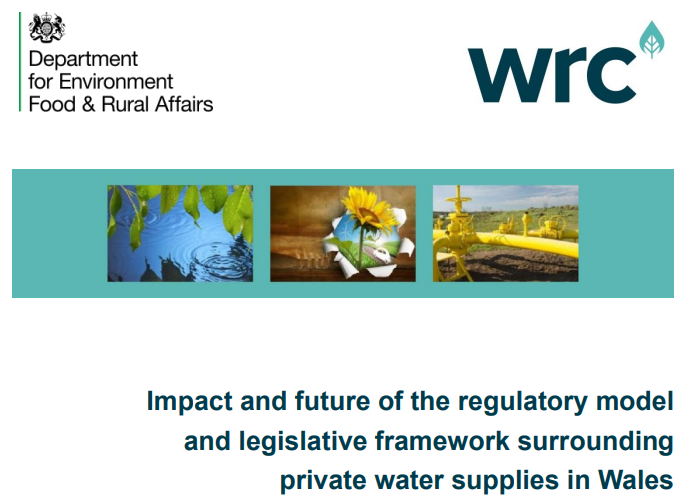 Department
for Environment
Food & Rural Affairs
wrc
Impact and future of the regulatory model
and legislative framework surrounding
private water supplies in Wales